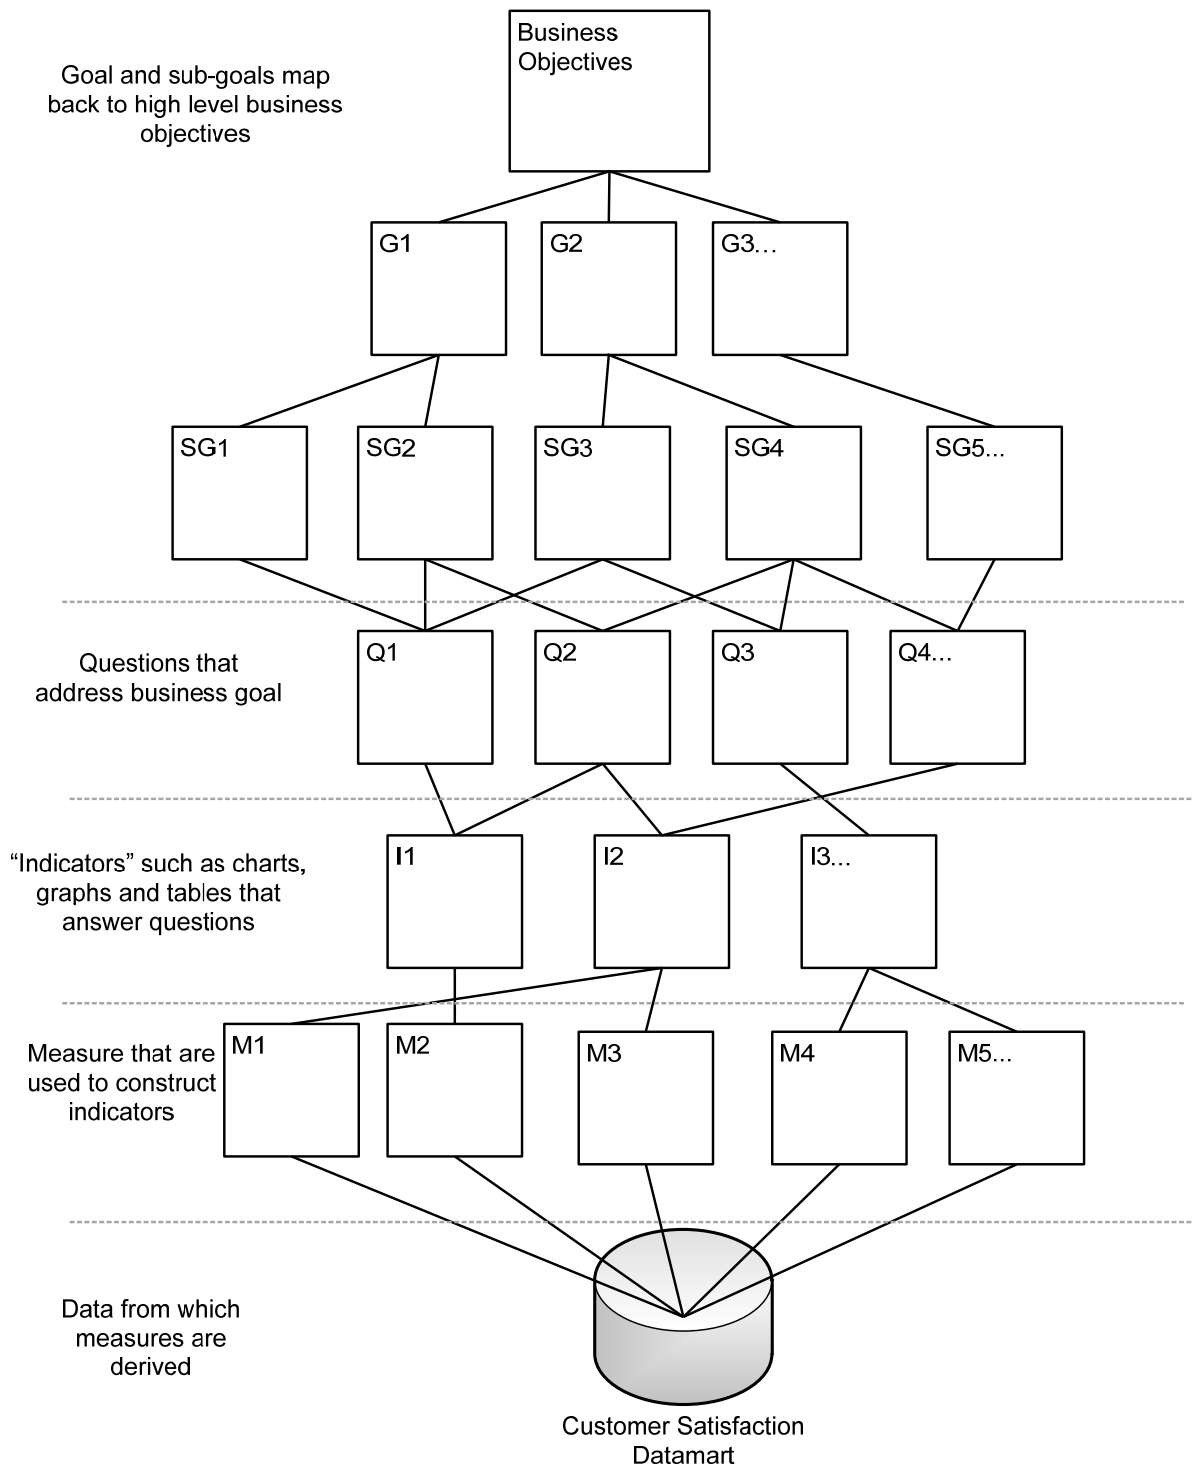 Business
Objectives
Goal and sub-goals map
back to high level business
objectives
G1
G2
G3...
SG1
SG2
SG3
SG4
SG5...
Questions that
address business goal
Q1
Q2
Q3
Q4...
“Indicators” such as charts,
graphs and tables that
answer questions
I1
I2
I3...
Measure that are
used to construct
indicators
M1
M2
M3
M4
M5...
Data from which
measures are
derived
Customer Satisfaction
Datamart